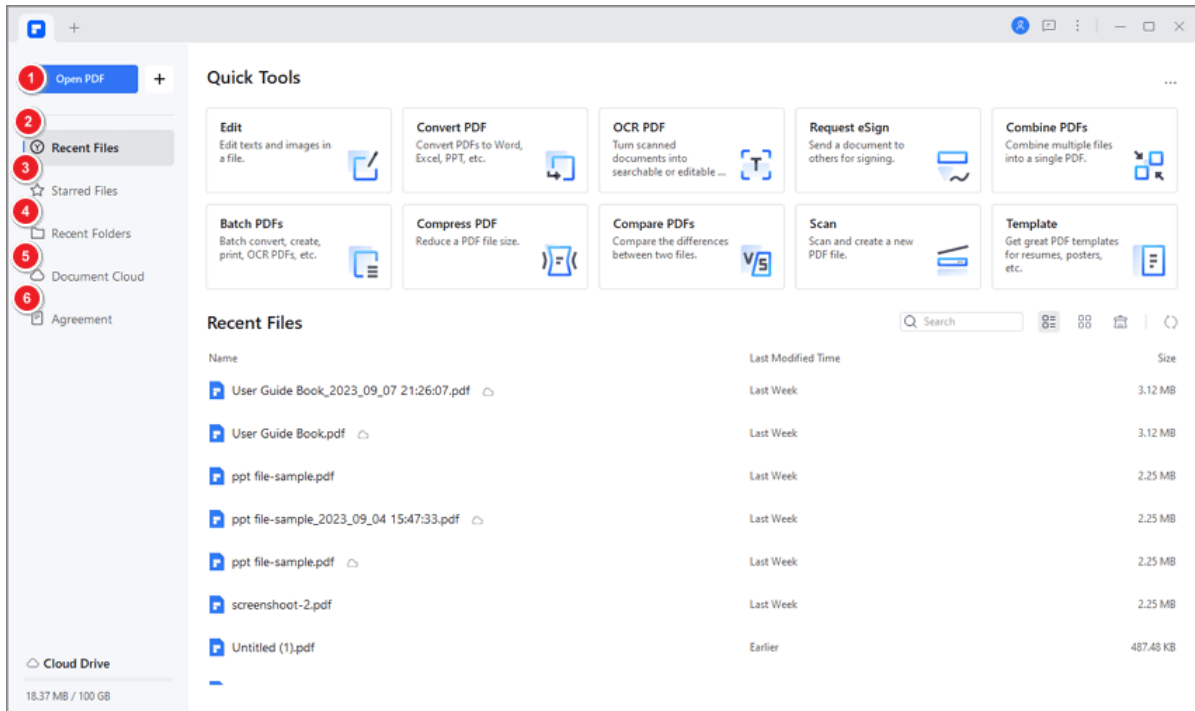 1 Open PDF +
2
Recent Files
3
Starred Files
4
Recent Folders
5
Document Cloud
6
Agreement
Cloud Drive
18.37 MB / 100 GB
Quick Tools
...
Edit
Edit texts and images in
a file.
Convert PDF
Convert PDFs to Word,
Excel, PPT, etc.
OCR PDF
Turn scanned
documents into
searchable or editable ...
Request eSign
Send a document to
others for signing.
Combine PDFs
Combine multiple files
into a single PDF.
Batch PDFs
Batch convert, create,
print, OCR PDFs, etc.
Compress PDF
Reduce a PDF file size.
Compare PDFs
Compare the differences
between two files.
Scan
Scan and create a new
PDF file.
Template
Get great PDF templates
for resumes, posters,
etc.
Recent Files
Search
Name Last Modified Time Size
User Guide Book_2023_09_07 21:26:07.pdf Last Week 3.12 MB
User Guide Book.pdf Last Week 3.12 MB
ppt file-sample.pdf Last Week 2.25 MB
ppt file-sample_2023_09_04 15:47:33.pdf Last Week 2.25 MB
ppt file-sample.pdf Last Week 2.25 MB
screenshoot-2.pdf Last Week 2.25 MB
Untitled (1).pdf Earlier 487.48 KB